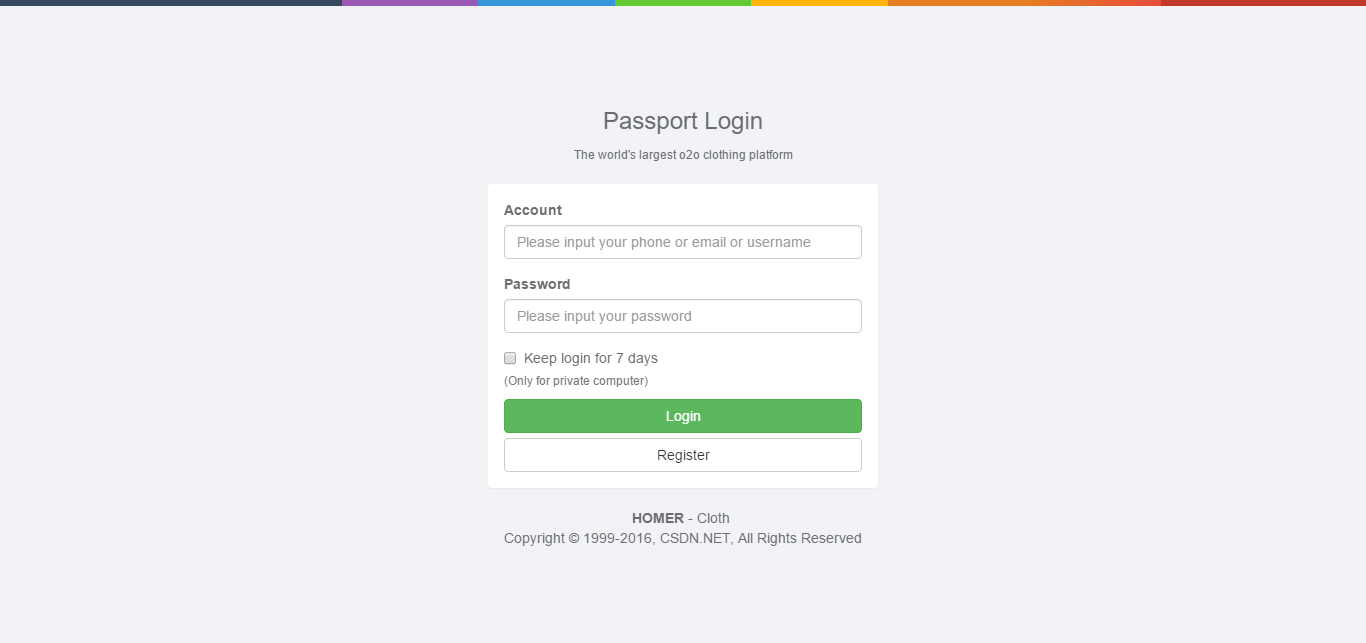 Passport Login
The world's largest o2o clothing platform
Account
Please input your phone or email or username
Password
Please input your password
Keep login for 7 days
(Only for private computer)
Login
Register
HOMER - Cloth
Copyright © 1999-2016, CSDN.NET, All Rights Reserved